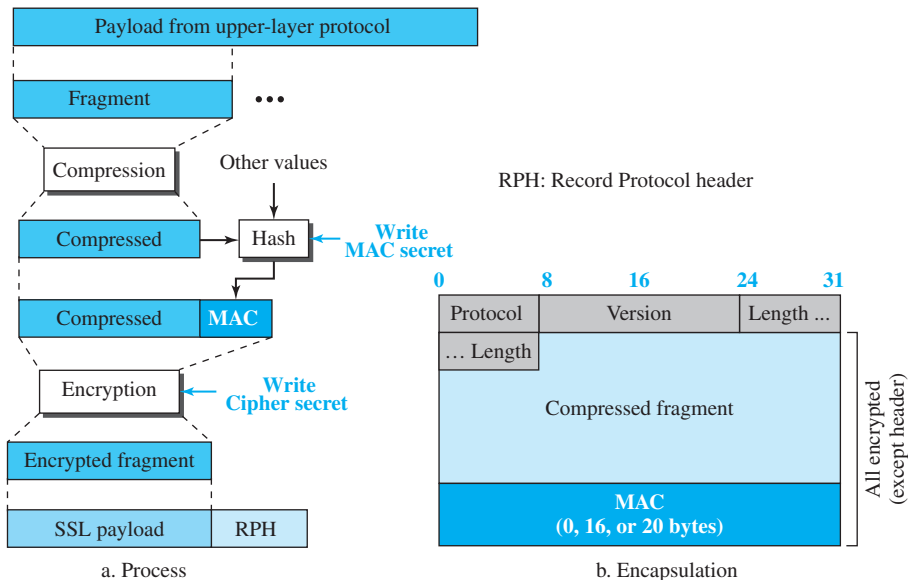 Payload from upper-layer protocol
Fragment
•••
Compression
Other values
RPH: Record Protocol header
Compressed
Hash
Write
MAC secret
Compressed
MAC
Encryption
Write
Cipher secret
Encrypted fragment
SSL payload
RPH
a. Process
0
8
16
24
31
Protocol
Version
Length ...
... Length
Compressed fragment
MAC
(0, 16, or 20 bytes)
All encrypted
(except header)
b. Encapsulation